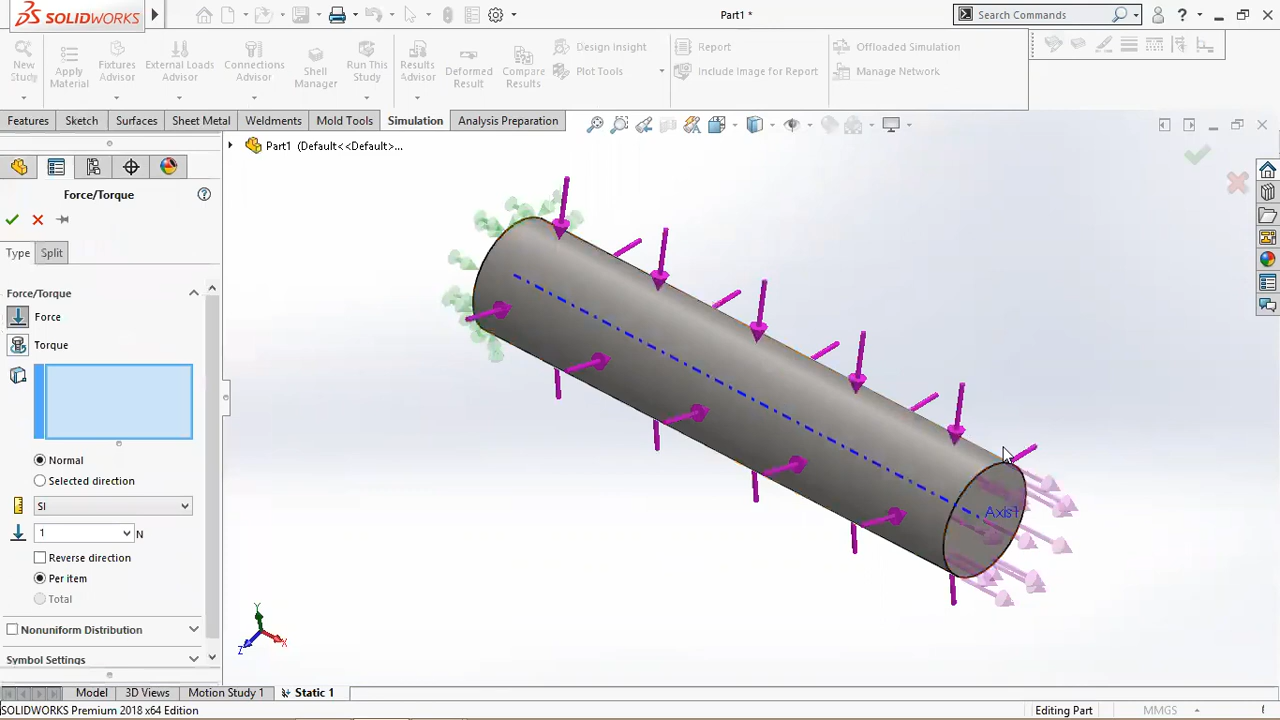 SOLIDWORKS
Part1 *
Search Commands
New Study
Apply Material
Fixtures Advisor
External Loads Advisor
Connections Advisor
Shell Manager
Run This Study
Results Advisor
Deformed Result
Compare Results
Design Insight
Plot Tools
Report
Include Image for Report
Offloaded Simulation
Manage Network
Features
Sketch
Surfaces
Sheet Metal
Weldments
Mold Tools
Simulation
Analysis Preparation
Part1 (Default<<Default>...
Force/Torque
Type
Split
Force/Torque
Force
Torque
Normal
Selected direction
SI
1
N
Reverse direction
Per item
Total
Nonuniform Distribution
Symbol Settings
Axis1
Y
X
Z
Model
3D Views
Motion Study 1
Static 1
SOLIDWORKS Premium 2018 x64 Edition
Editing Part
MMGS